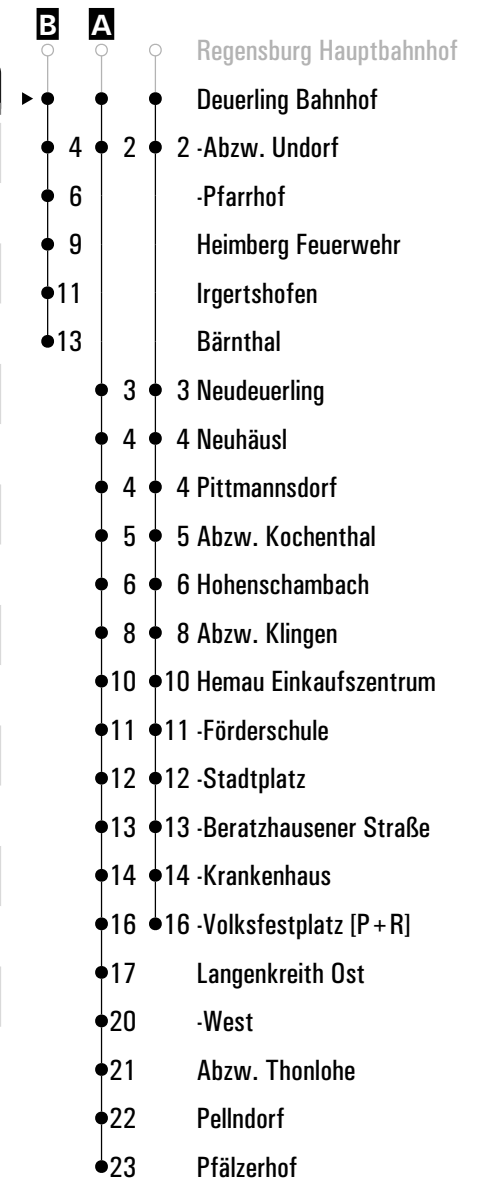 B A
Regensburg Hauptbahnhof
Deuerling Bahnhof
4 2 2 -Abzw. Undorf
6 -Pfarrhof
9 Heimberg Feuerwehr
11 Irgertshofen
13 Bärnthal
3 3 Neudeuerling
4 4 Neuhäusl
4 4 Pittmannsdorf
5 5 Abzw. Kochenthal
6 6 Hohenschambach
8 8 Abzw. Klingen
10 10 Hemau Einkaufszentrum
11 11 -Förderschule
12 12 -Stadtplatz
13 13 -Beratzhausener Straße
14 14 -Krankenhaus
16 16 -Volksfestplatz [P+R]
17 Langenkreith Ost
20 -West
21 Abzw. Thonlohe
22 Pellndorf
23 Pfälzerhof